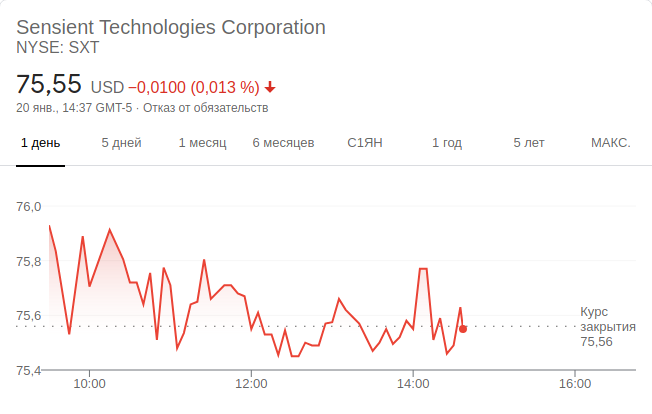 Sensient Technologies Corporation
NYSE: SXT
75,55 USD −0,0100 (0,013 %)
20 янв., 14:37 GMT-5 · Отказ от обязательств
1 день 5 дней 1 месяц 6 месяцев С1ЯН 1 год 5 лет МАКС.
76,0
75,8
75,6
Курс
закрытия
75,56
75,4
10:00 12:00 14:00 16:00